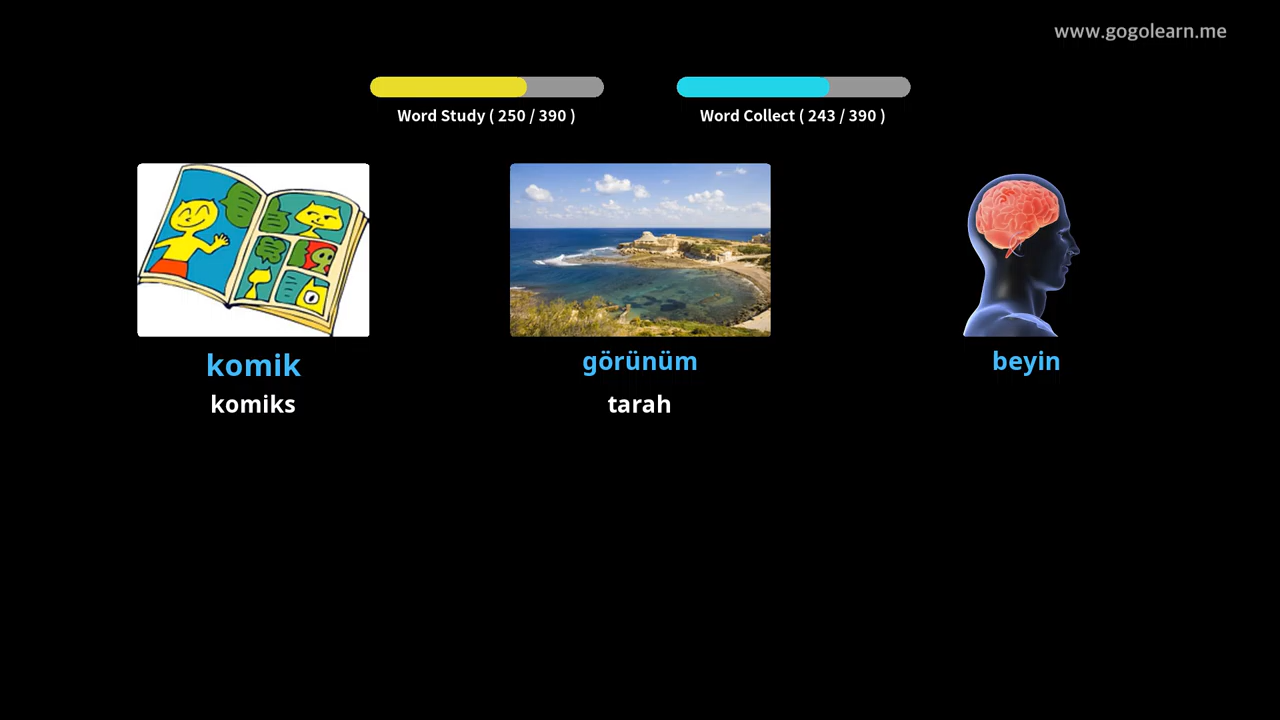 www.gogolearn.me
Word Study ( 250 / 390 )
Word Collect ( 243 / 390 )
komik
görünüm
beyin
komiks
tarah